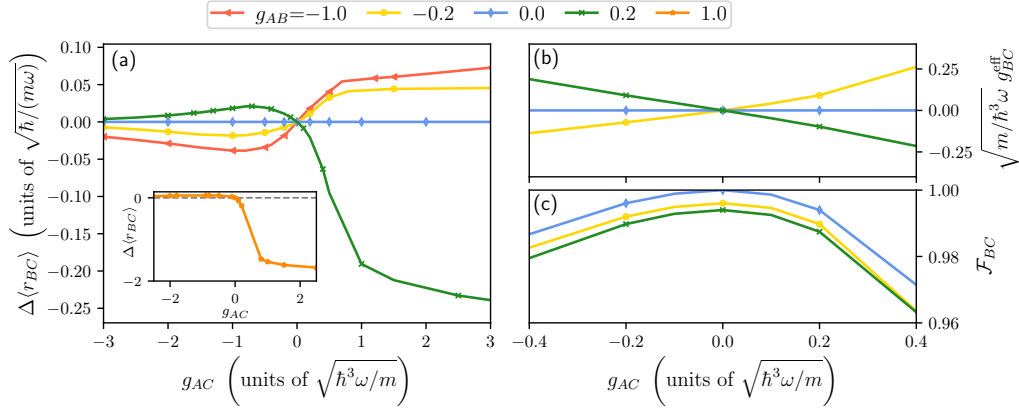 g_{AB}=−1.0 −0.2 0.0 0.2 1.0
(a)
Δ⟨r_{BC}⟩ (units of √ħ/(mω))
0.10
0.05
0.00
−0.05
−0.10
−0.15
−0.20
−0.25
−3 −2 −1 0 1 2 3
g_{AC} (units of √ħ³ω/m)
Δ⟨r_{BC}⟩
0
−2
−2 0 2
g_{AC}
(b)
0.25
0.00
−0.25
√m/ħ³ω g_{BC}^{eff}
(c)
1.00
0.98
0.96
ℱ_{BC}
−0.4 −0.2 0.0 0.2 0.4
g_{AC} (units of √ħ³ω/m)